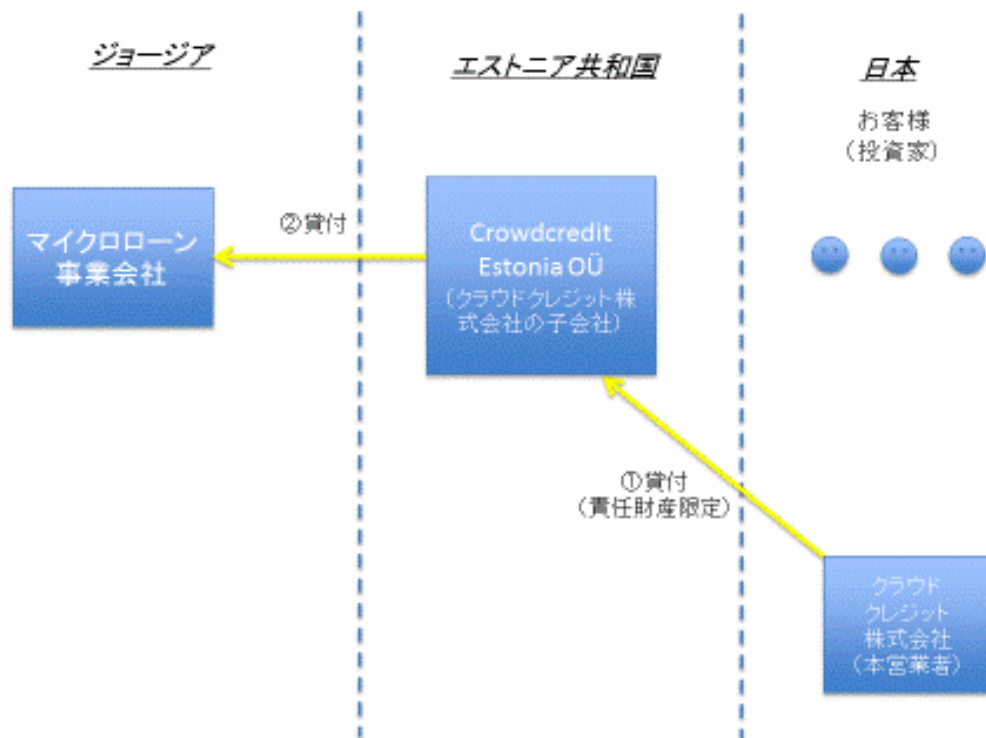 ジョージア
エストニア共和国
日本
お客様
（投資家）
マイクロローン
事業会社
②貸付
Crowdcredit
Estonia OÜ
（クラウドクレジット株
式会社の子会社）
①貸付
（責任財産限定）
クラウド
クレジット
株式会社
（本営業者）